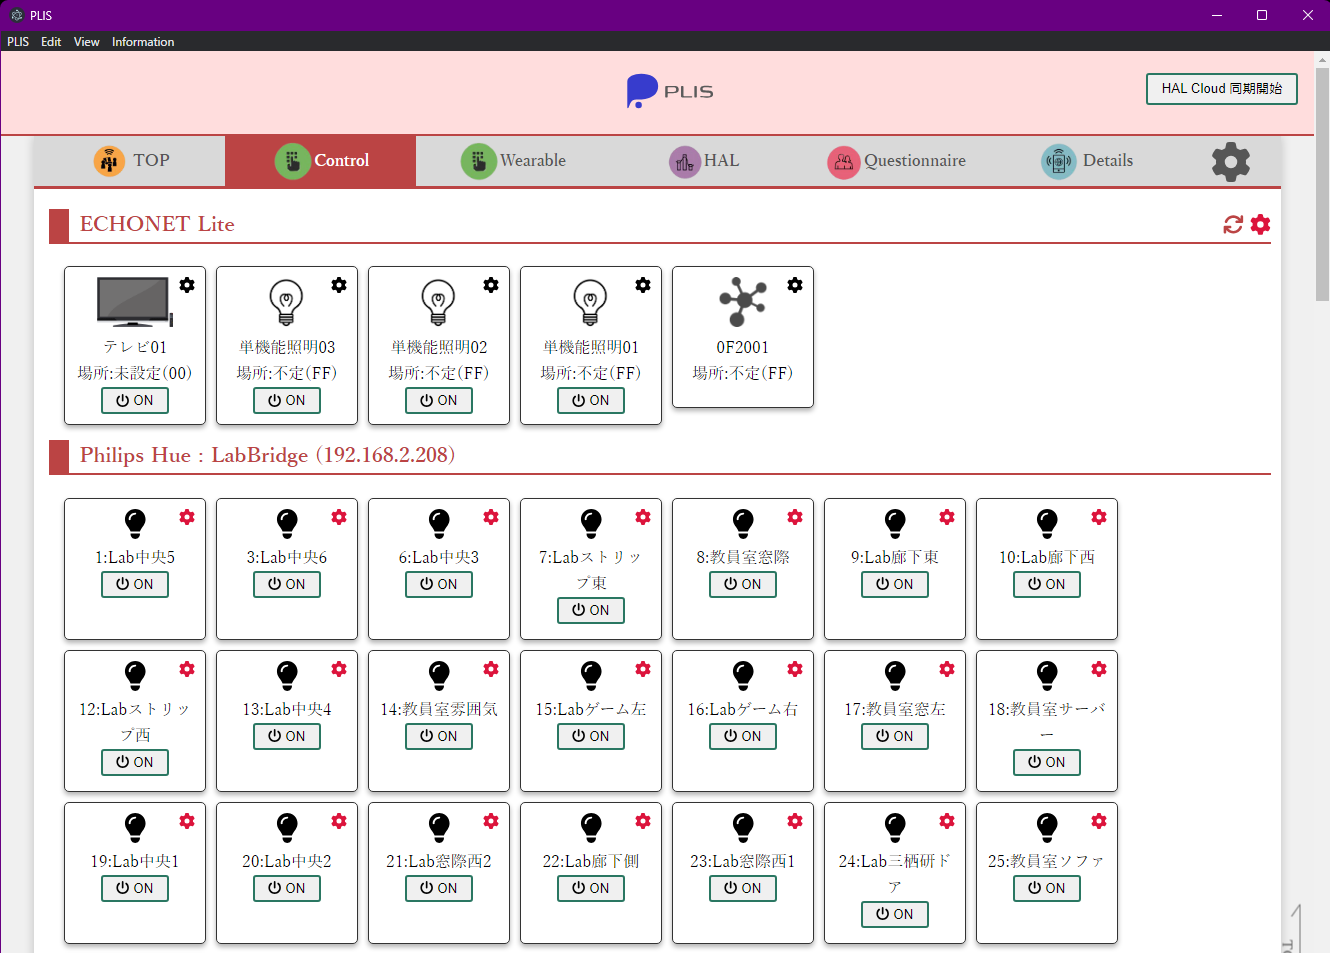 PLIS
PLIS Edit View Information
PLIS
HAL Cloud 同期開始
TOP Control Wearable HAL Questionnaire Details
ECHONET Lite
テレビ01
場所:未設定(00)
ON
単機能照明03
場所:不定(FF)
ON
単機能照明02
場所:不定(FF)
ON
単機能照明01
場所:不定(FF)
ON
0F2001
場所:不定(FF)
Philips Hue : LabBridge (192.168.2.208)
1:Lab中央5
ON
3:Lab中央6
ON
6:Lab中央3
ON
7:Labストリッ
プ東
ON
8:教員室窓際
ON
9:Lab廊下東
ON
10:Lab廊下西
ON
12:Labストリッ
プ西
ON
13:Lab中央4
ON
14:教員室雰囲気
ON
15:Labゲーム左
ON
16:Labゲーム右
ON
17:教員室窓左
ON
18:教員室サーバ
ー
ON
19:Lab中央1
ON
20:Lab中央2
ON
21:Lab窓際西2
ON
22:Lab廊下側
ON
23:Lab窓際西1
ON
24:Lab三栖研ド
ア
ON
25:教員室ソファ
ON